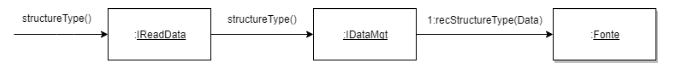 structureType()
:IReadData
structureType()
:IDataMgt
1:recStructureType(Data)
:Fonte